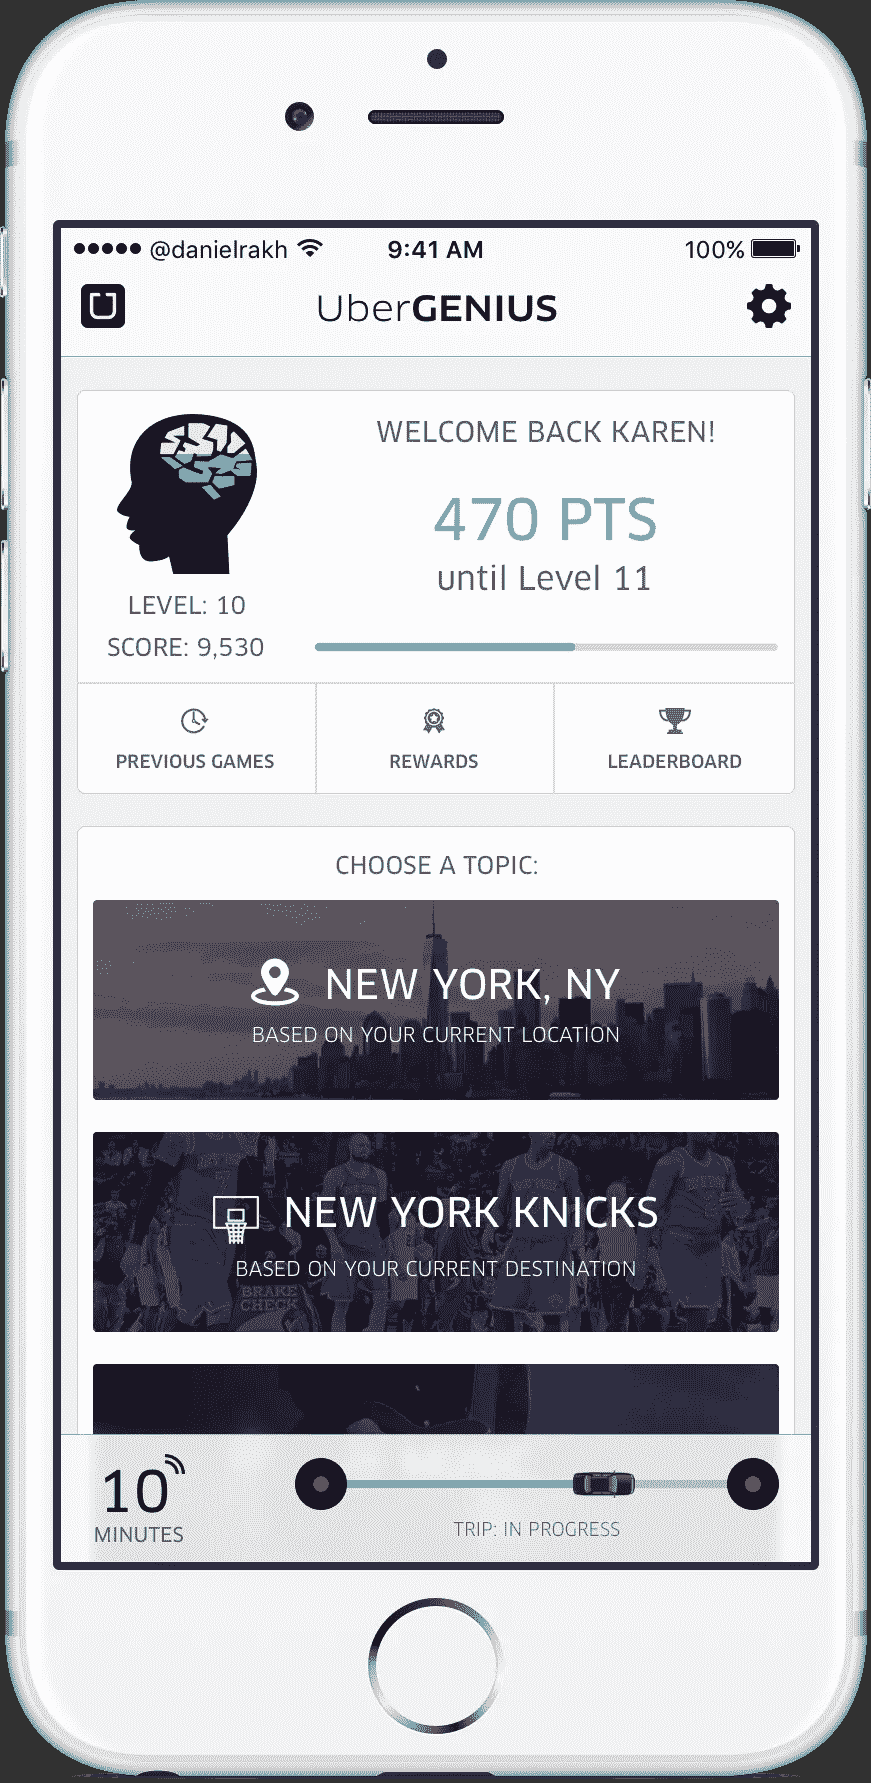 @danielrakh 9:41 AM 100%
UberGENIUS
WELCOME BACK KAREN!
470 PTS
until Level 11
LEVEL: 10
SCORE: 9,530
PREVIOUS GAMES REWARDS LEADERBOARD
CHOOSE A TOPIC:
NEW YORK, NY
BASED ON YOUR CURRENT LOCATION
NEW YORK KNICKS
BASED ON YOUR CURRENT DESTINATION
BRAKE
CHECK
10
MINUTES
TRIP: IN PROGRESS